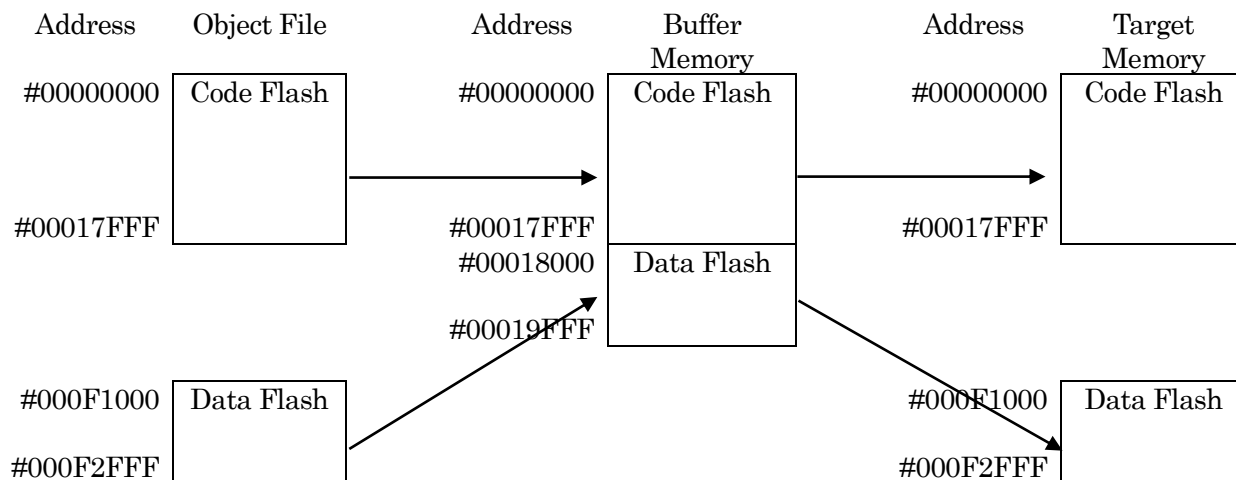 Address Object File Address Buffer Memory Address Target Memory
#00000000 Code Flash #00000000 Code Flash #00000000 Code Flash
#00017FFF #00017FFF #00017FFF
#00018000 Data Flash
#00019FFF
#000F1000 Data Flash #000F1000 Data Flash
#000F2FFF #000F2FFF